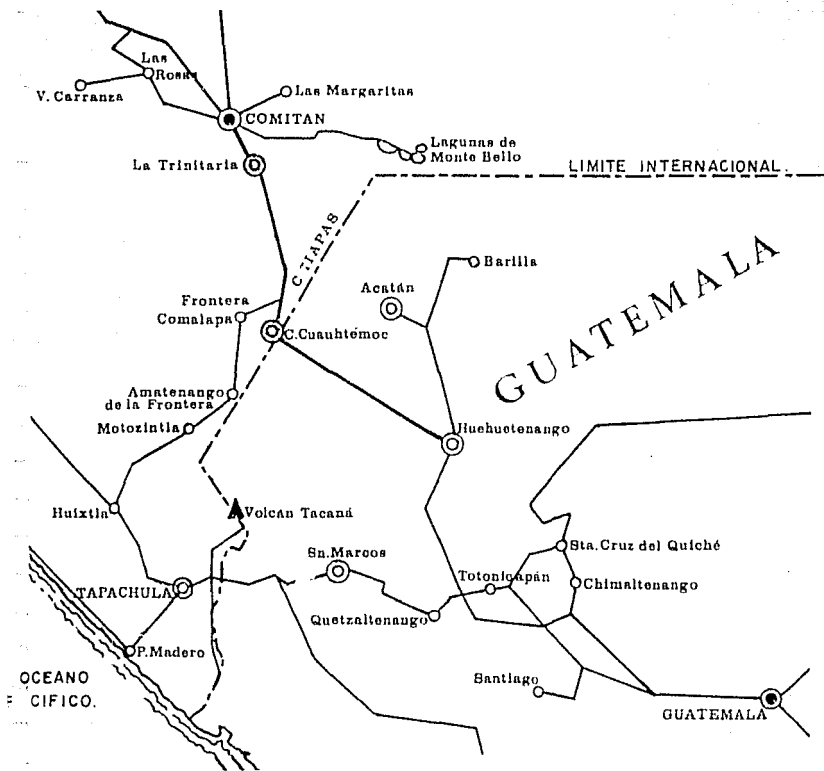 Las
Rosas
V. Carranza
Las Margaritas
COMITAN
Lagunas de
Monte Bello
La Trinitaria
LIMITE INTERNACIONAL.
CHIAPAS
Barilla
GUATEMALA
Acatán
Frontera
Comalapa
C. Cuauhtémoc
Amatenango
de la Frontera
Motozintla
Huehuetenango
Huixtla
Volcán Tacaná
Sta. Cruz del Quiché
Sn. Marcos
Totonicapán
Chimaltenango
TAPACHULA
Quetzaltenango
P. Madero
Santiago
OCEANO
CIFICO.
GUATEMALA